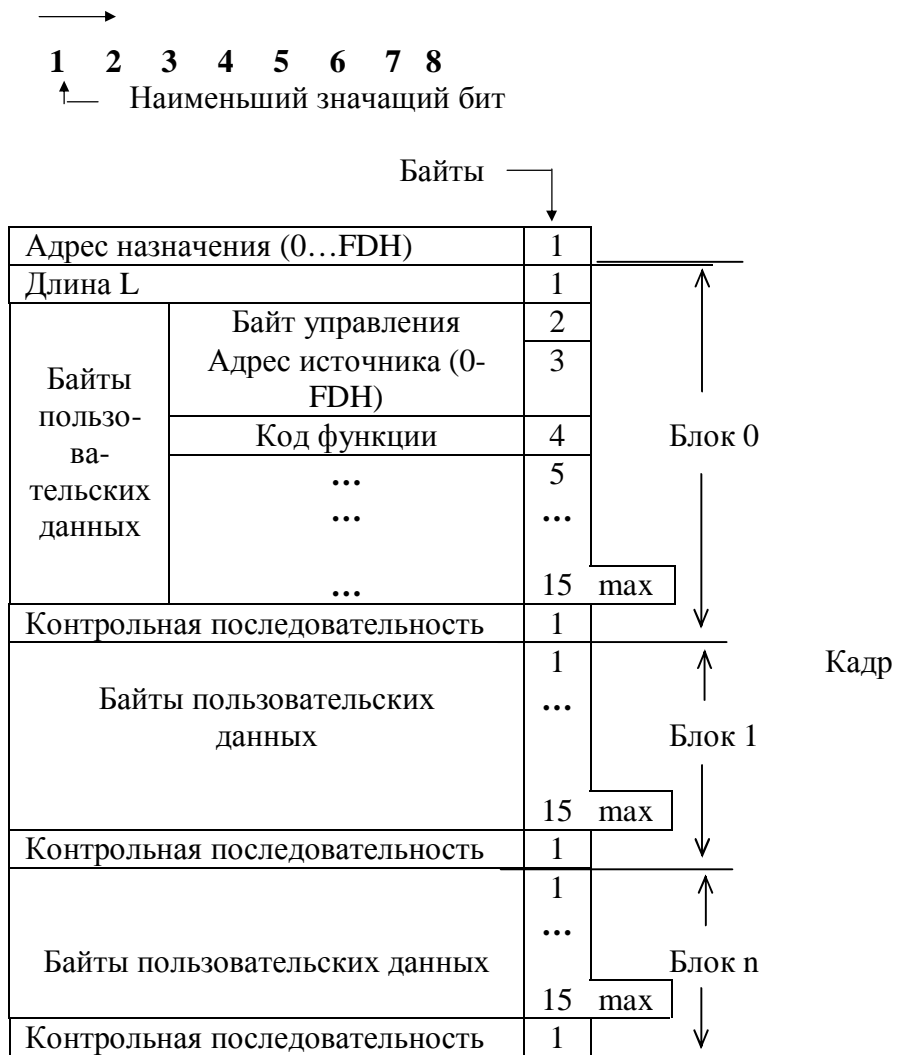 1 2 3 4 5 6 7 8
Наименьший значащий бит
Байты
Адрес назначения (0…FDH) 1
Длина L 1
Байты
пользо-
ва-
тельских
данных
Байт управления 2
Адрес источника (0- 3
FDH)
Код функции 4
... 5
... ...
... 15 max
Блок 0
Контрольная последовательность 1
Байты пользовательских
данных
1
...
15 max
Блок 1
Кадр
Контрольная последовательность 1
1
...
Байты пользовательских данных
15 max
Блок n
Контрольная последовательность 1